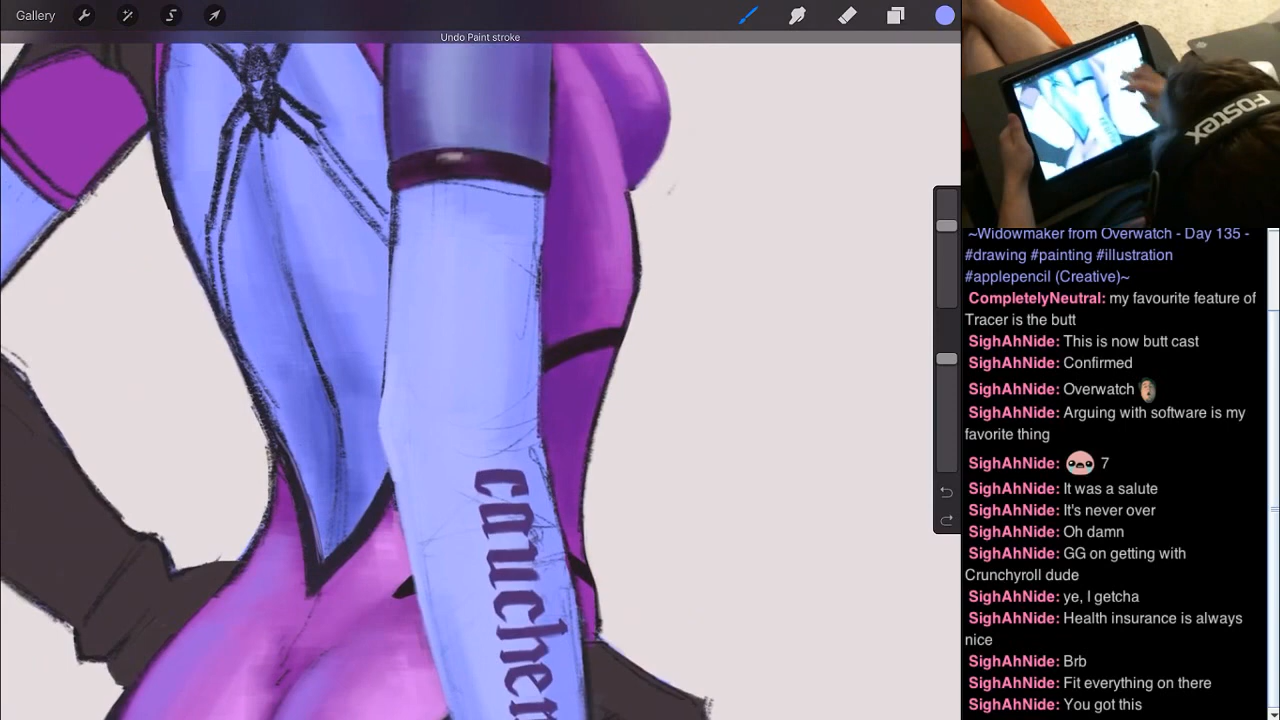 Gallery
Undo Paint stroke
FOSTEX
cauchem
~Widowmaker from Overwatch - Day 135 -
#drawing #painting #illustration
#applepencil (Creative)~
CompletelyNeutral: my favourite feature of
Tracer is the butt
SighAhNide: This is now butt cast
SighAhNide: Confirmed
SighAhNide: Overwatch
SighAhNide: Arguing with software is my
favorite thing
SighAhNide: 7
SighAhNide: It was a salute
SighAhNide: It's never over
SighAhNide: Oh damn
SighAhNide: GG on getting with
Crunchyroll dude
SighAhNide: ye, I getcha
SighAhNide: Health insurance is always
nice
SighAhNide: Brb
SighAhNide: Fit everything on there
SighAhNide: You got this